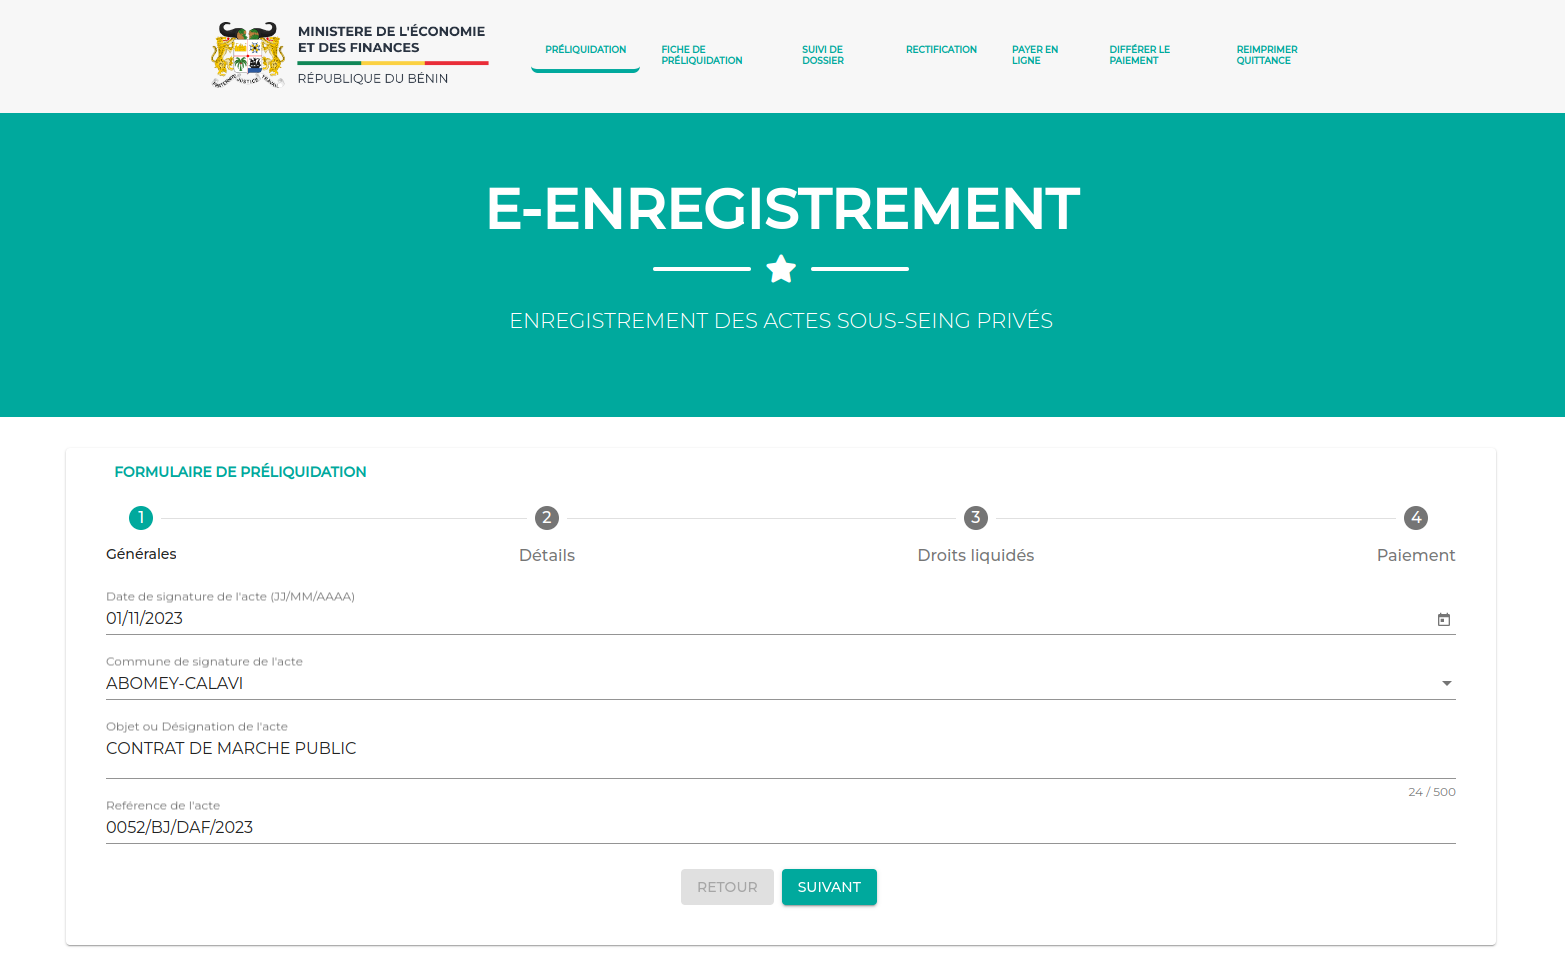 MINISTERE DE L'ÉCONOMIE
ET DES FINANCES
RÉPUBLIQUE DU BÉNIN
FRATERNITÉ JUSTICE TRAVAIL
PRÉLIQUIDATION
FICHE DE
PRÉLIQUIDATION
SUIVI DE
DOSSIER
RECTIFICATION
PAYER EN
LIGNE
DIFFÉRER LE
PAIEMENT
REIMPRIMER
QUITTANCE
E-ENREGISTREMENT
ENREGISTREMENT DES ACTES SOUS-SEING PRIVÉS
FORMULAIRE DE PRÉLIQUIDATION
1
2
3
4
Générales
Détails
Droits liquidés
Paiement
Date de signature de l'acte (JJ/MM/AAAA)
01/11/2023
Commune de signature de l'acte
ABOMEY-CALAVI
Objet ou Désignation de l'acte
CONTRAT DE MARCHE PUBLIC
24 / 500
Reférence de l'acte
0052/BJ/DAF/2023
RETOUR
SUIVANT